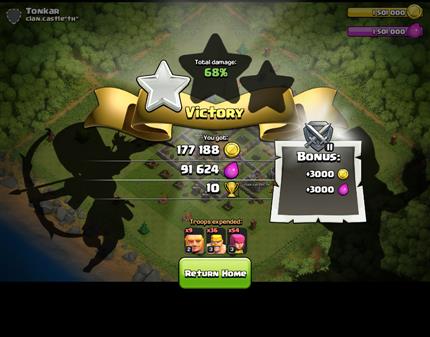 Tonkar
clan.castle™
1 501 000
1 501 000
Total damage:
68%
Victory
You got:
177 188
91 624
10
II
Bonus:
+3000
+3000
Troops expended:
x9 x36 x54
2 3 3
Return Home